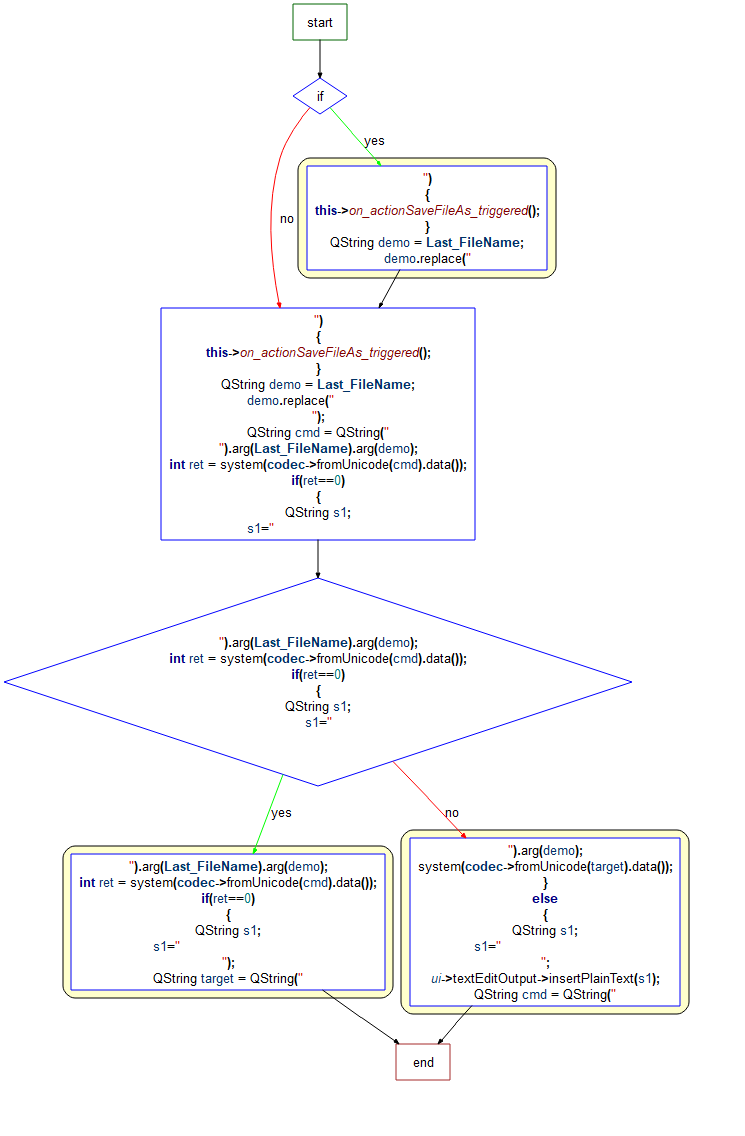 start
if
yes
no
")
{
this->on_actionSaveFileAs_triggered();
}
QString demo = Last_FileName;
demo.replace("
")
{
this->on_actionSaveFileAs_triggered();
}
QString demo = Last_FileName;
demo.replace("
");
QString cmd = QString("
").arg(Last_FileName).arg(demo);
int ret = system(codec->fromUnicode(cmd).data());
if(ret==0)
{
QString s1;
s1="
").arg(Last_FileName).arg(demo);
int ret = system(codec->fromUnicode(cmd).data());
if(ret==0)
{
QString s1;
s1="
yes
no
").arg(Last_FileName).arg(demo);
int ret = system(codec->fromUnicode(cmd).data());
if(ret==0)
{
QString s1;
s1="
");
QString target = QString("
").arg(demo);
system(codec->fromUnicode(target).data());
}
else
{
QString s1;
s1="
";
ui->textEditOutput->insertPlainText(s1);
QString cmd = QString("
end